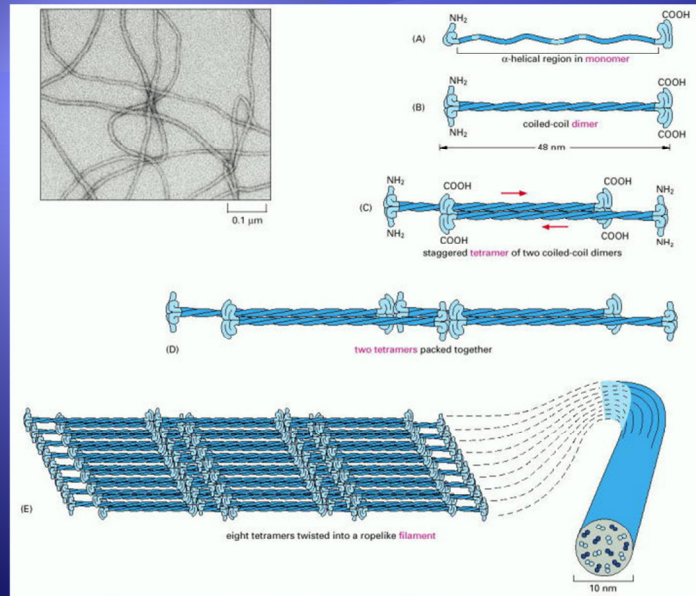 0.1 μm
NH2
COOH
(A)
α-helical region in monomer
NH2
COOH
(B)
NH2
COOH
coiled-coil dimer
48 nm
NH2
COOH
COOH
NH2
(C)
NH2
COOH
COOH
NH2
staggered tetramer of two coiled-coil dimers
(D)
two tetramers packed together
(E)
eight tetramers twisted into a ropelike filament
10 nm